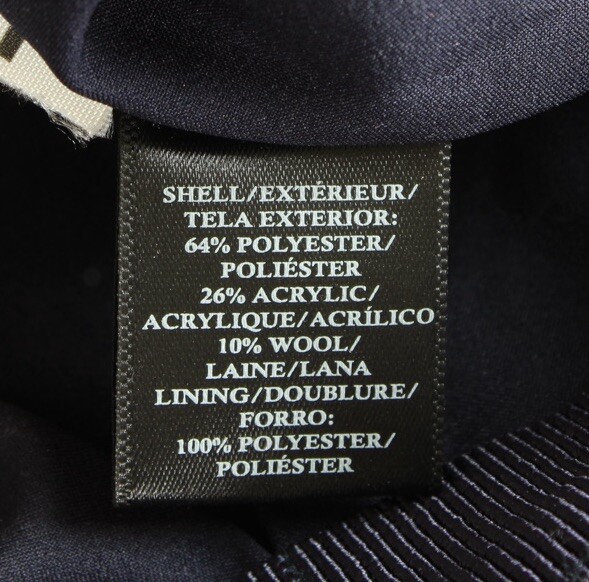 SHELL/EXTÉRIEUR/
TELA EXTERIOR:
64% POLYESTER/
POLIÉSTER
26% ACRYLIC/
ACRYLIQUE/ACRÍLICO
10% WOOL/
LAINE/LANA
LINING/DOUBLURE/
FORRO:
100% POLYESTER/
POLIÉSTER